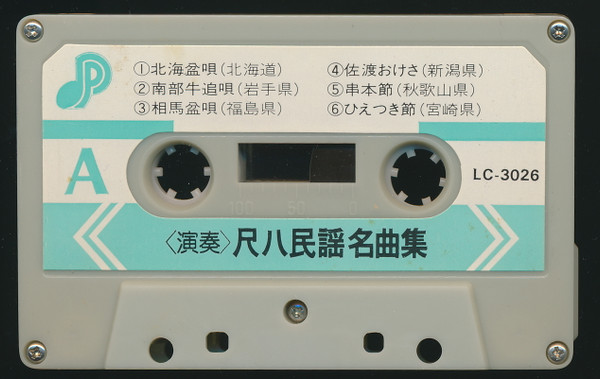 ①北海盆唄(北海道)
②南部牛追唄(岩手県)
③相馬盆唄(福島県)
④佐渡おけさ(新潟県)
⑤串本節(秋歌山県)
⑥ひえつき節(宮崎県)
P
A
LC-3026
100 50
〈演奏〉尺八民謡名曲集